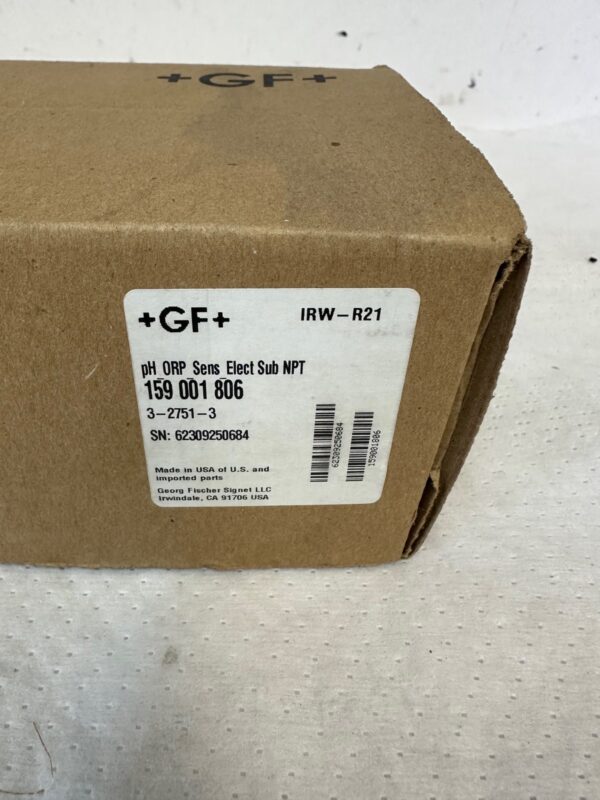 +GF+
+GF+ IRW-R21
pH ORP Sens Elect Sub NPT
159 001 806
3-2751-3
SN: 62309250684
62309250684
159001806
Made in USA of U.S. and
imported parts
Georg Fischer Signet LLC
Irwindale, CA 91706 USA